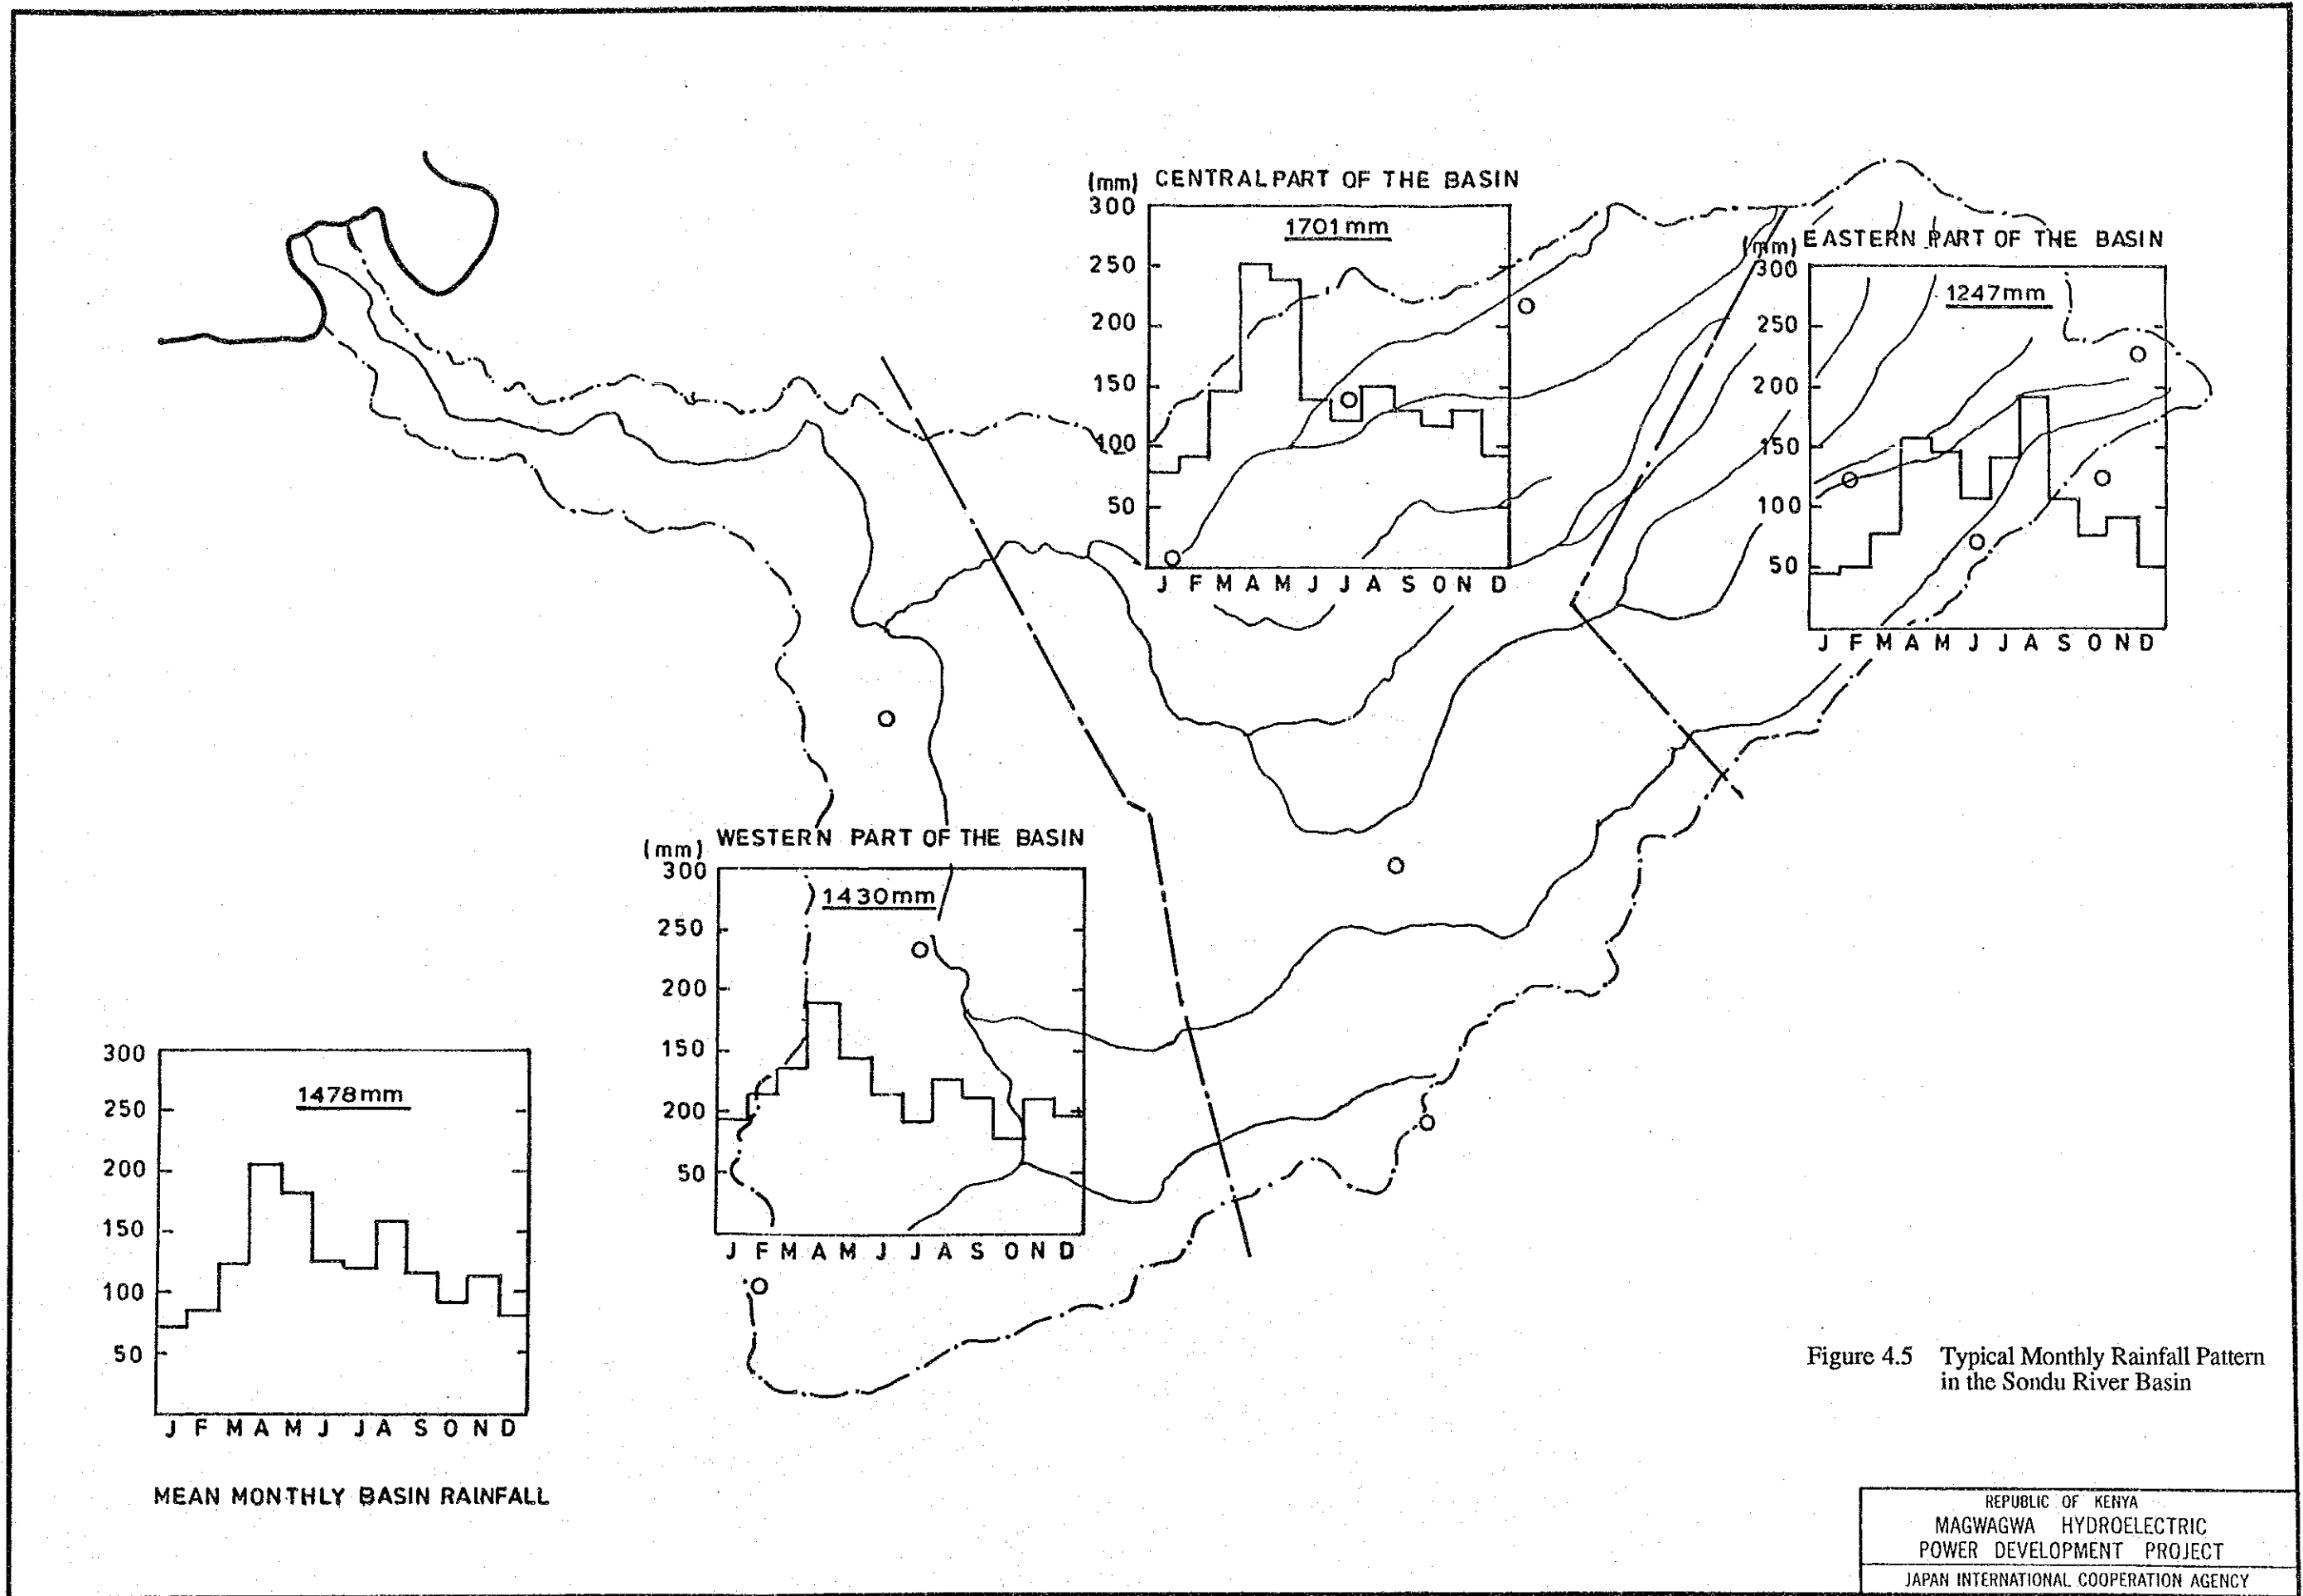 (mm) CENTRAL PART OF THE BASIN
1701mm
300
250
200
150
100
50
J F M A M J J A S O N D
(mm) EASTERN PART OF THE BASIN
1247mm
300
250
200
150
100
50
J F M A M J J A S O N D
WESTERN PART OF THE BASIN
(mm)
1430mm
300
250
200
150
200
50
J F M A M J J A S O N D
1478mm
300
250
200
150
100
50
J F M A M J J A S O N D
MEAN MONTHLY BASIN RAINFALL
Figure 4.5 Typical Monthly Rainfall Pattern
in the Sondu River Basin
REPUBLIC OF KENYA
MAGWAGWA HYDROELECTRIC
POWER DEVELOPMENT PROJECT
JAPAN INTERNATIONAL COOPERATION AGENCY